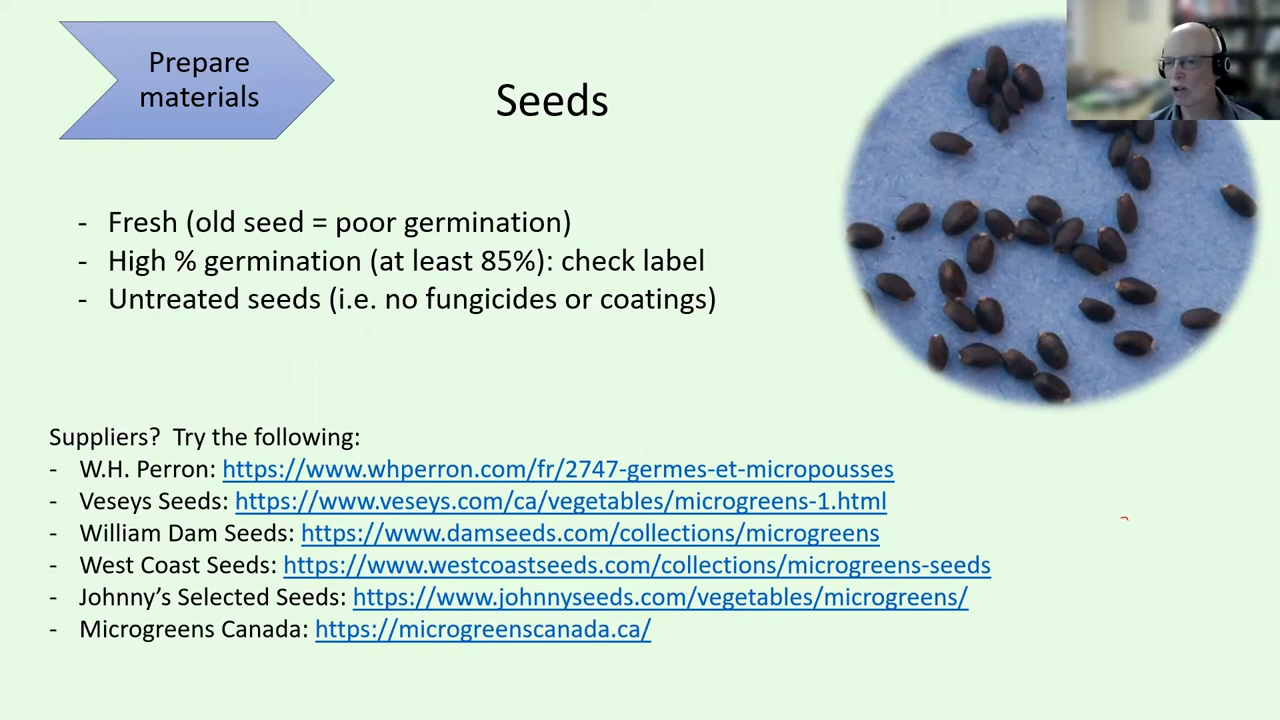 Prepare
materials
Seeds
- Fresh (old seed = poor germination)
- High % germination (at least 85%): check label
- Untreated seeds (i.e. no fungicides or coatings)
Suppliers? Try the following:
- W.H. Perron: https://www.whperron.com/fr/2747-germes-et-micropousses
- Veseys Seeds: https://www.veseys.com/ca/vegetables/microgreens-1.html
- William Dam Seeds: https://www.damseeds.com/collections/microgreens
- West Coast Seeds: https://www.westcoastseeds.com/collections/microgreens-seeds
- Johnny’s Selected Seeds: https://www.johnnyseeds.com/vegetables/microgreens/
- Microgreens Canada: https://microgreenscanada.ca/